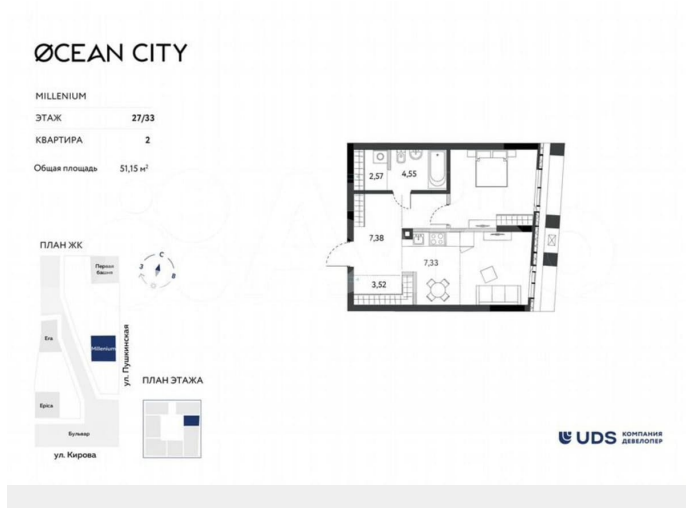 ØCEAN CITY
MILLENIUM
ЭТАЖ 27/33
КВАРТИРА 2
Общая площадь 51,15 м²
2,57
4,55
7,38
7,33
3,52
ПЛАН ЖК
Первая
башня
С
З
В
Era
Millenium
ул. Пушкинская
Epica
Бульвар
ул. Кирова
ПЛАН ЭТАЖА
UDS КОМПАНИЯ
ДЕВЕЛОПЕР